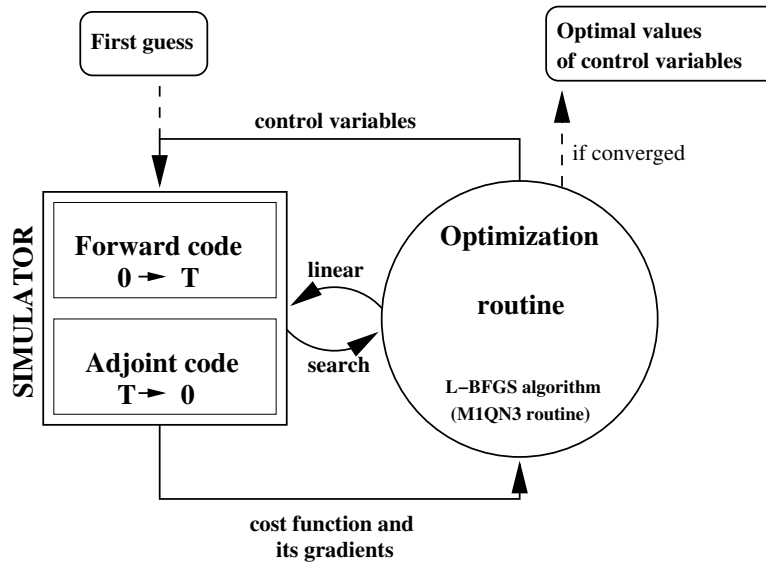 First guess
Optimal values
of control variables
control variables
if converged
SIMULATOR
Forward code
0 → T
Adjoint code
T → 0
linear
search
Optimization
routine
L−BFGS algorithm
(M1QN3 routine)
cost function and
its gradients